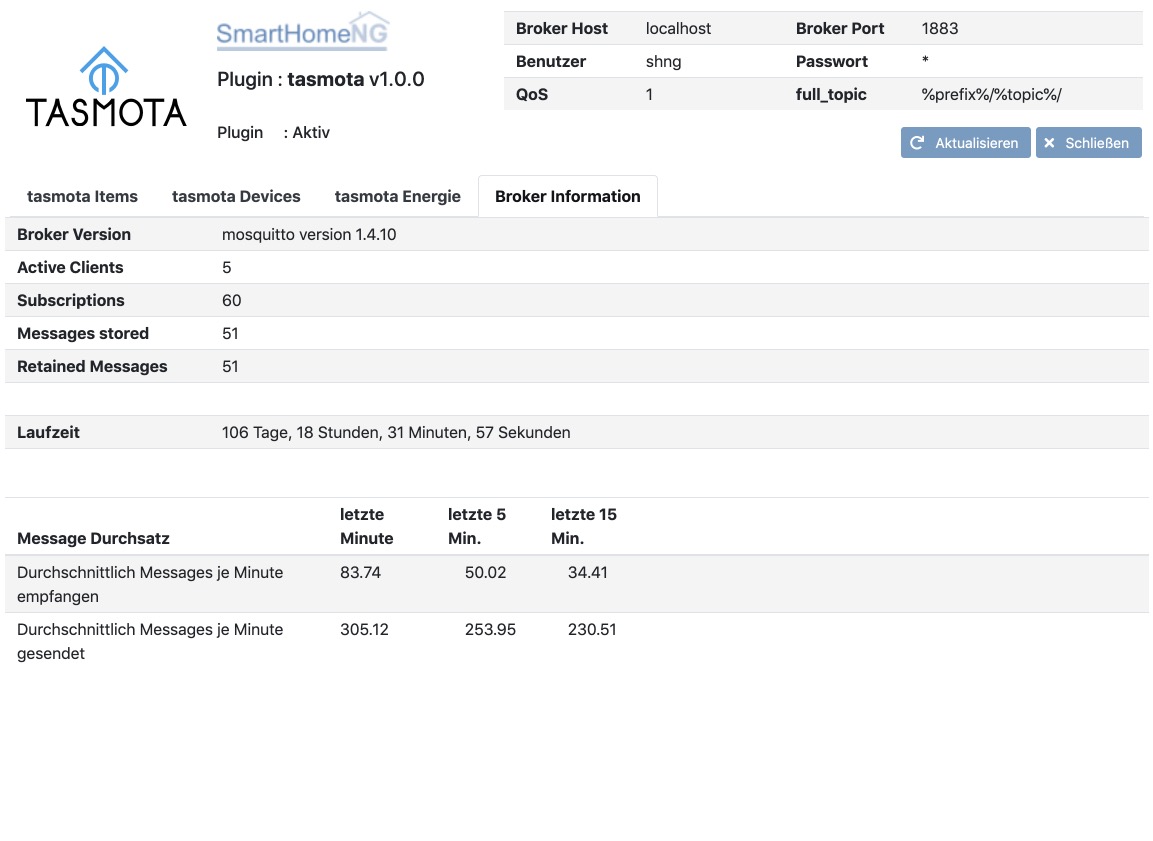 TASMOTA
SmartHomeNG
Plugin : tasmota v1.0.0
Plugin : Aktiv
Broker Host localhost Broker Port 1883
Benutzer shng Passwort *
QoS 1 full_topic %prefix%/%topic%/
Aktualisieren Schließen
tasmota Items tasmota Devices tasmota Energie Broker Information
Broker Version mosquitto version 1.4.10
Active Clients 5
Subscriptions 60
Messages stored 51
Retained Messages 51
Laufzeit 106 Tage, 18 Stunden, 31 Minuten, 57 Sekunden
letzte letzte 5 letzte 15
Message Durchsatz Minute Min. Min.
Durchschnittlich Messages je Minute 83.74 50.02 34.41
empfangen
Durchschnittlich Messages je Minute 305.12 253.95 230.51
gesendet